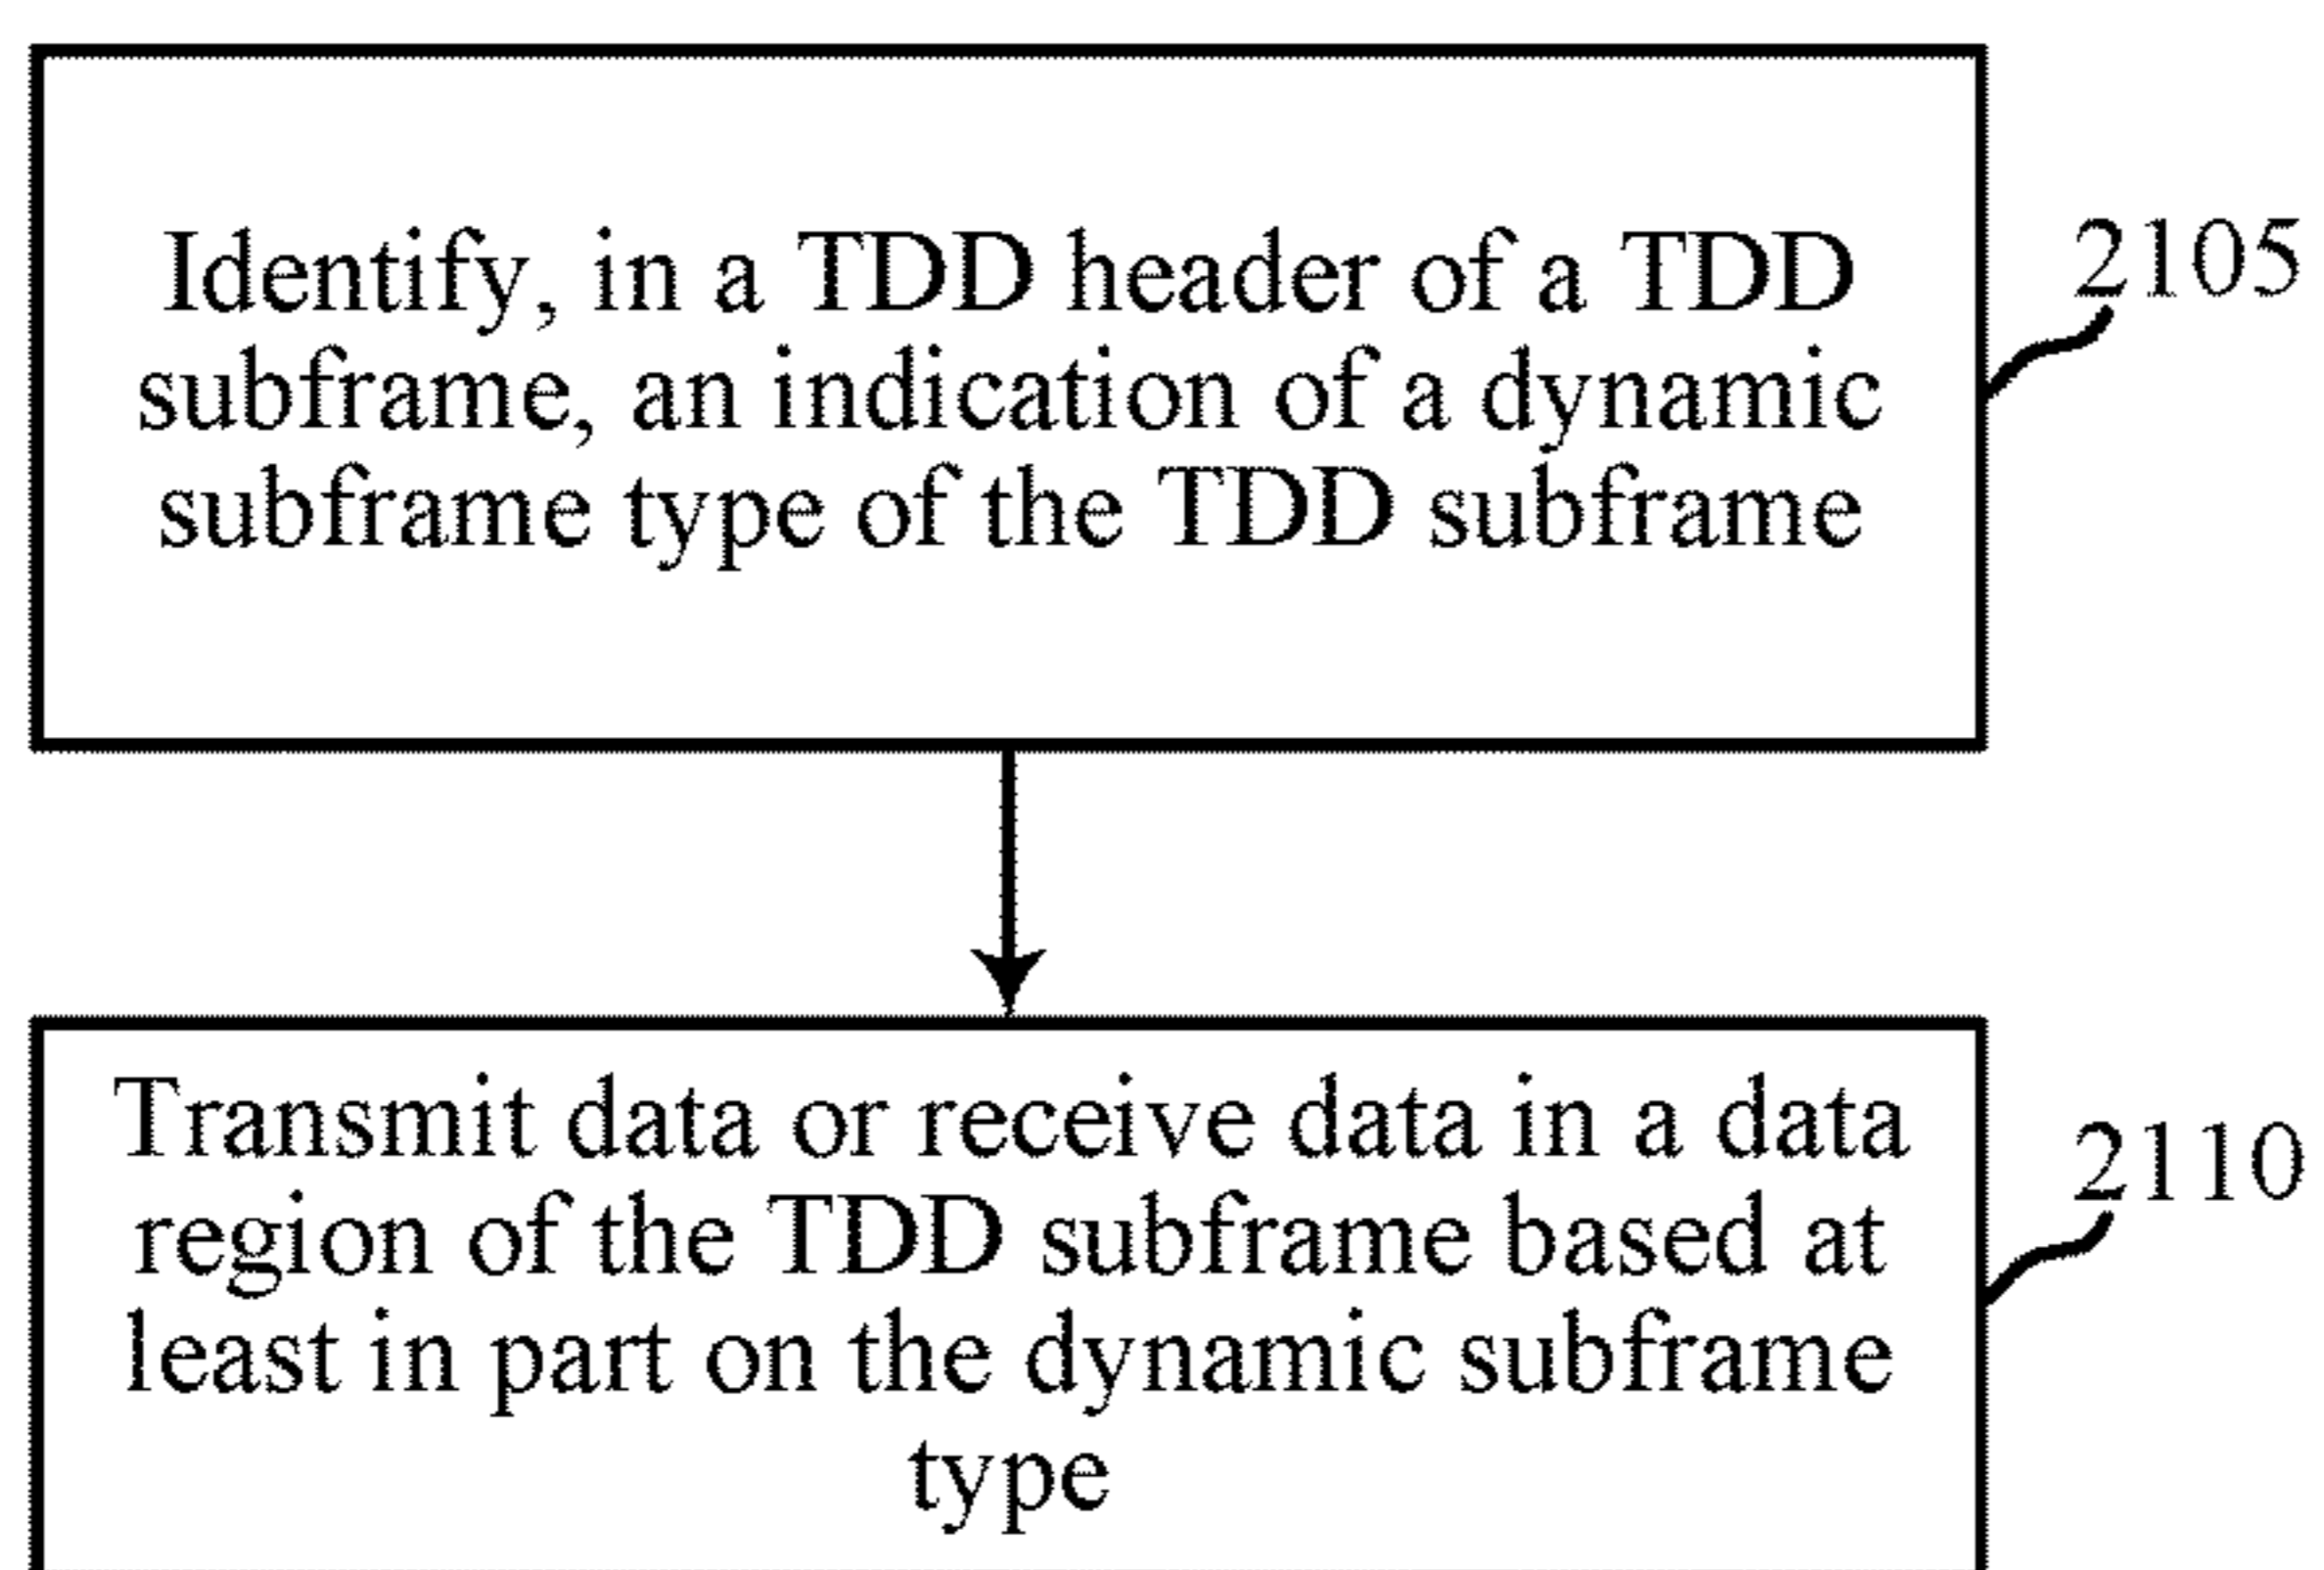 Identify, in a TDD header of a TDD
subframe, an indication of a dynamic
subframe type of the TDD subframe
2105
Transmit data or receive data in a data
region of the TDD subframe based at
least in part on the dynamic subframe
type
2110